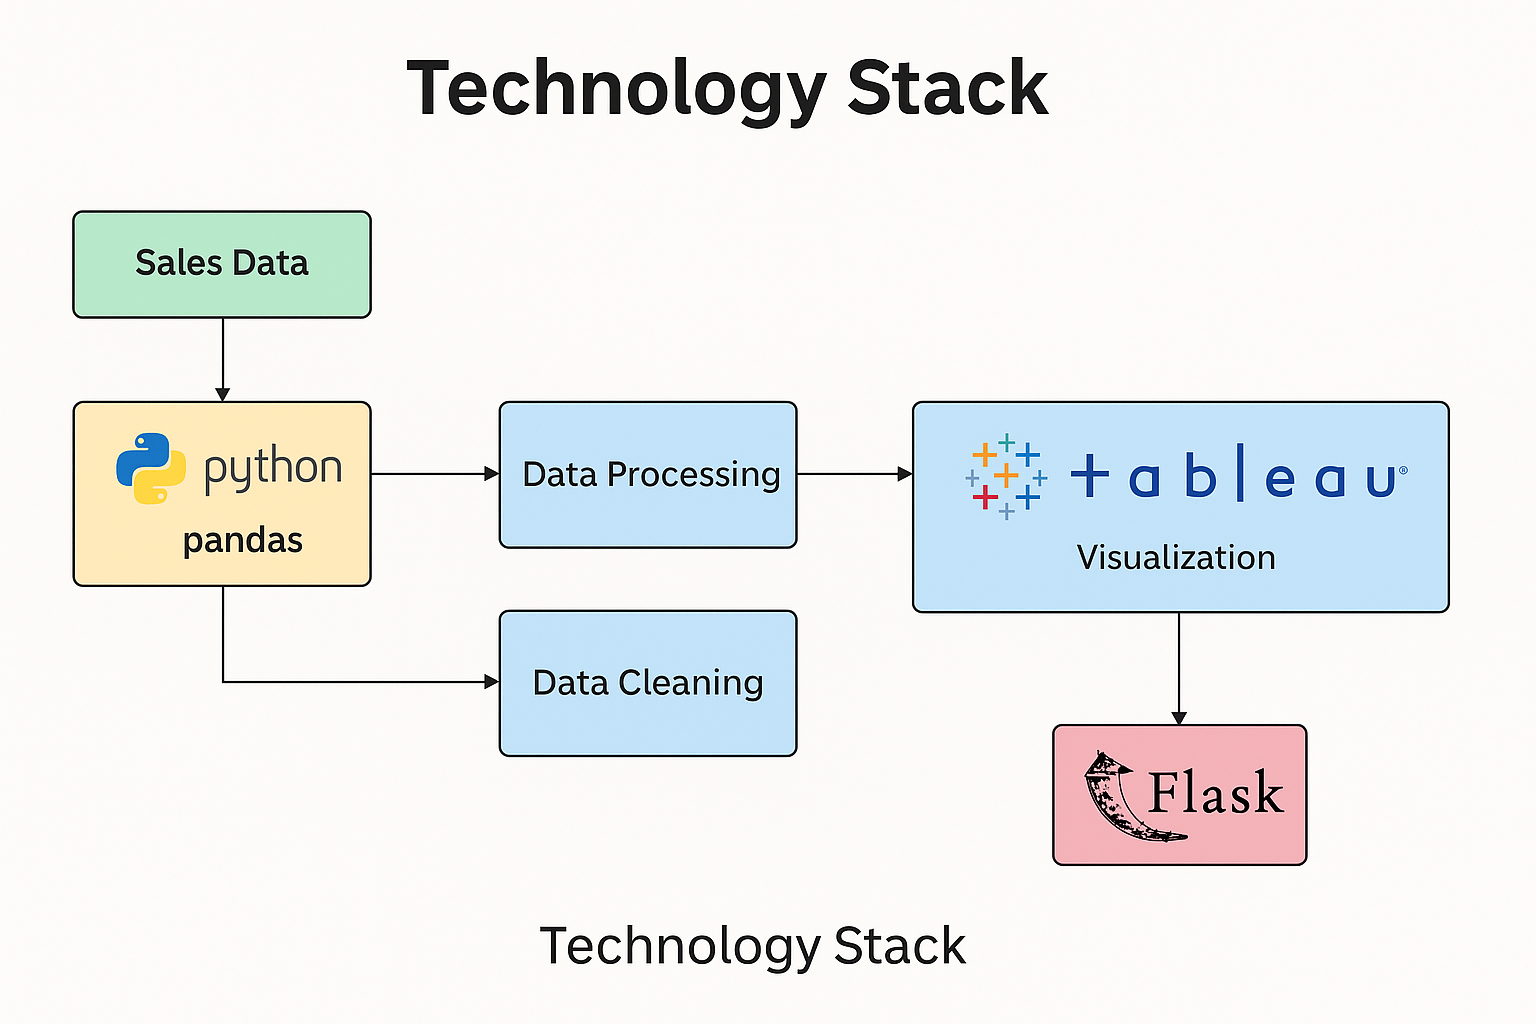 Technology Stack
Sales Data
python
pandas
Data Processing
tableau®
Visualization
Data Cleaning
Flask
Technology Stack